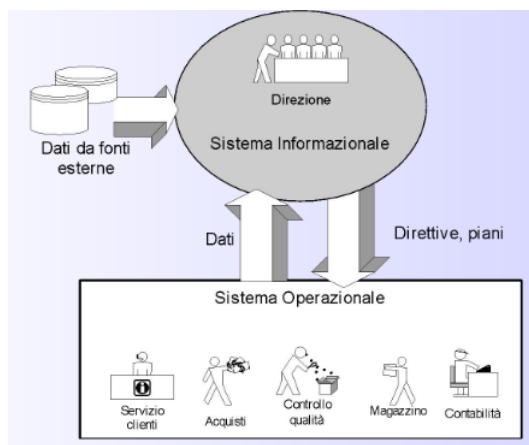 Direzione
Sistema Informazionale
Dati da fonti
esterne
Dati
Direttive, piani
Sistema Operazionale
Servizio
clienti
Acquisti
Controllo
qualità
Magazzino
Contabilità